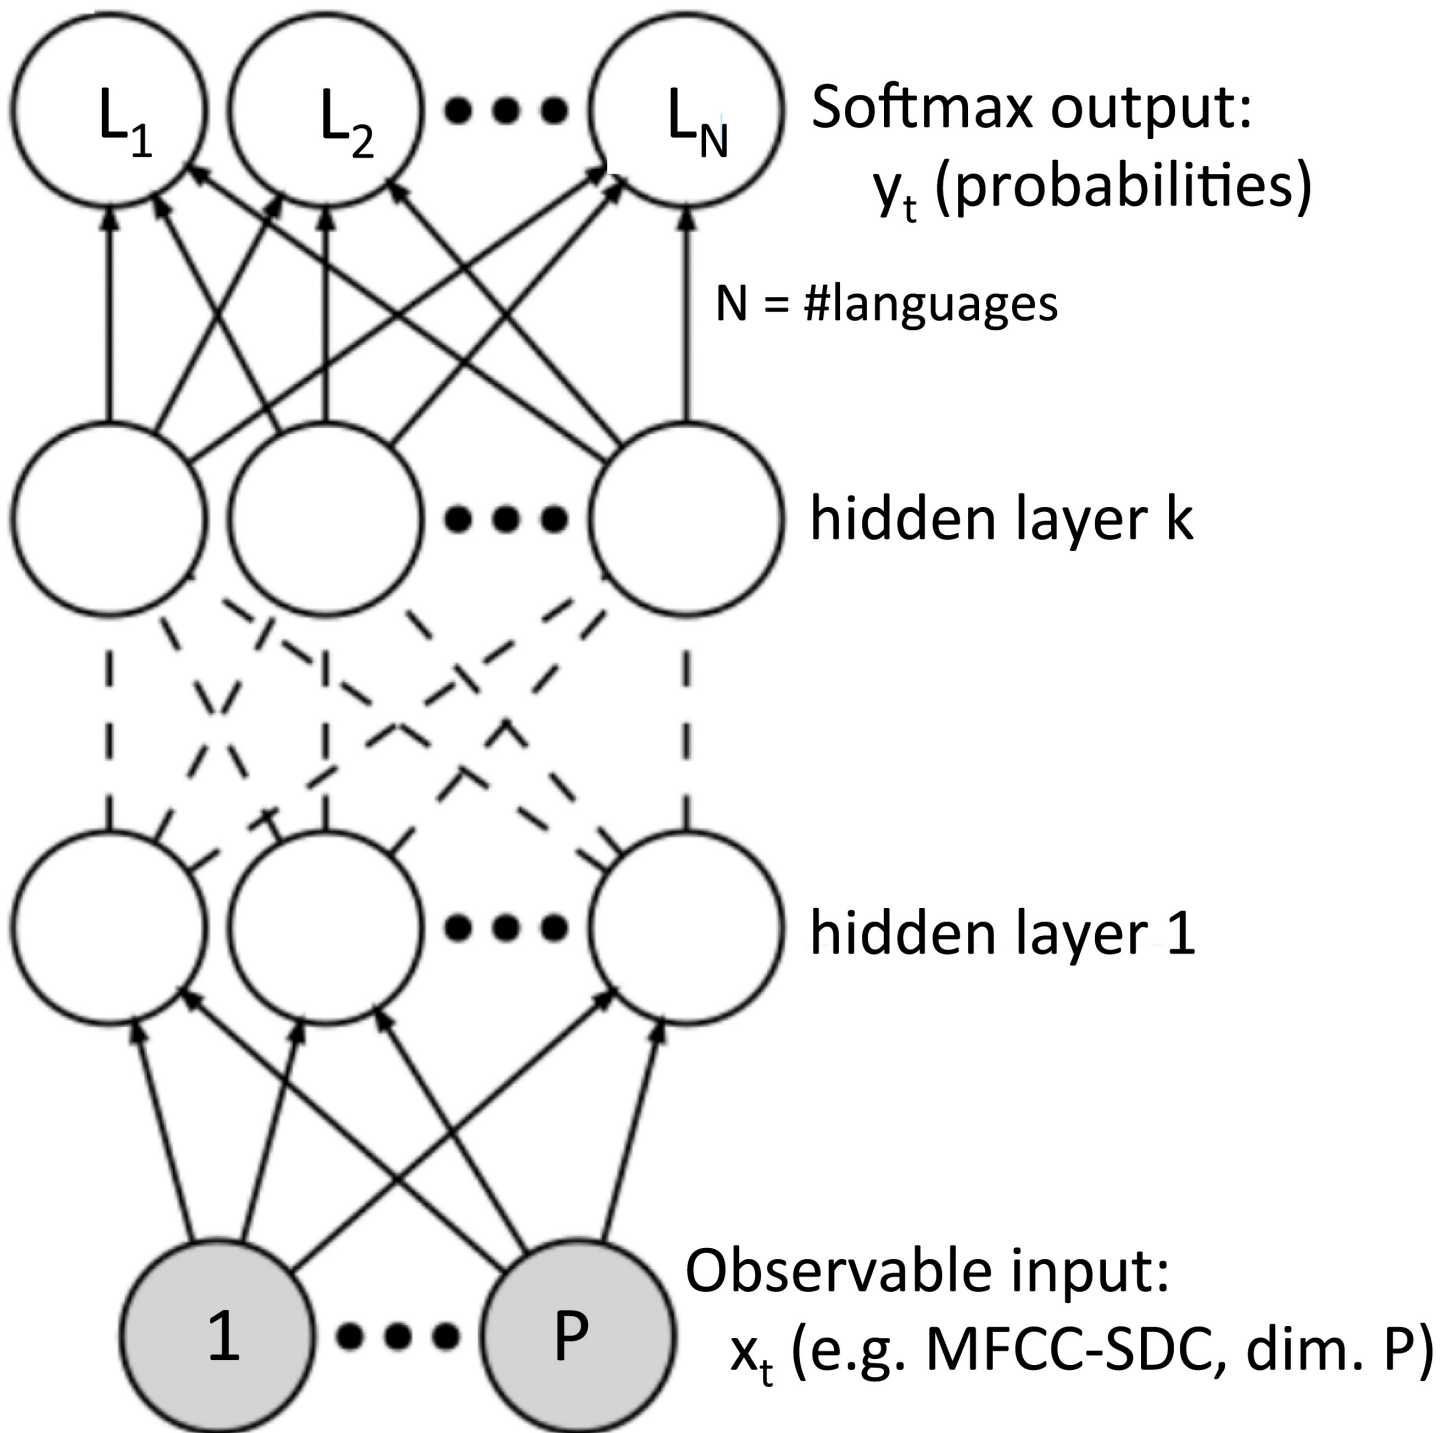 L1 L2 LN Softmax output:
yt (probabilities)
N = #languages
hidden layer k
hidden layer 1
1 P Observable input:
xt (e.g. MFCC-SDC, dim. P)